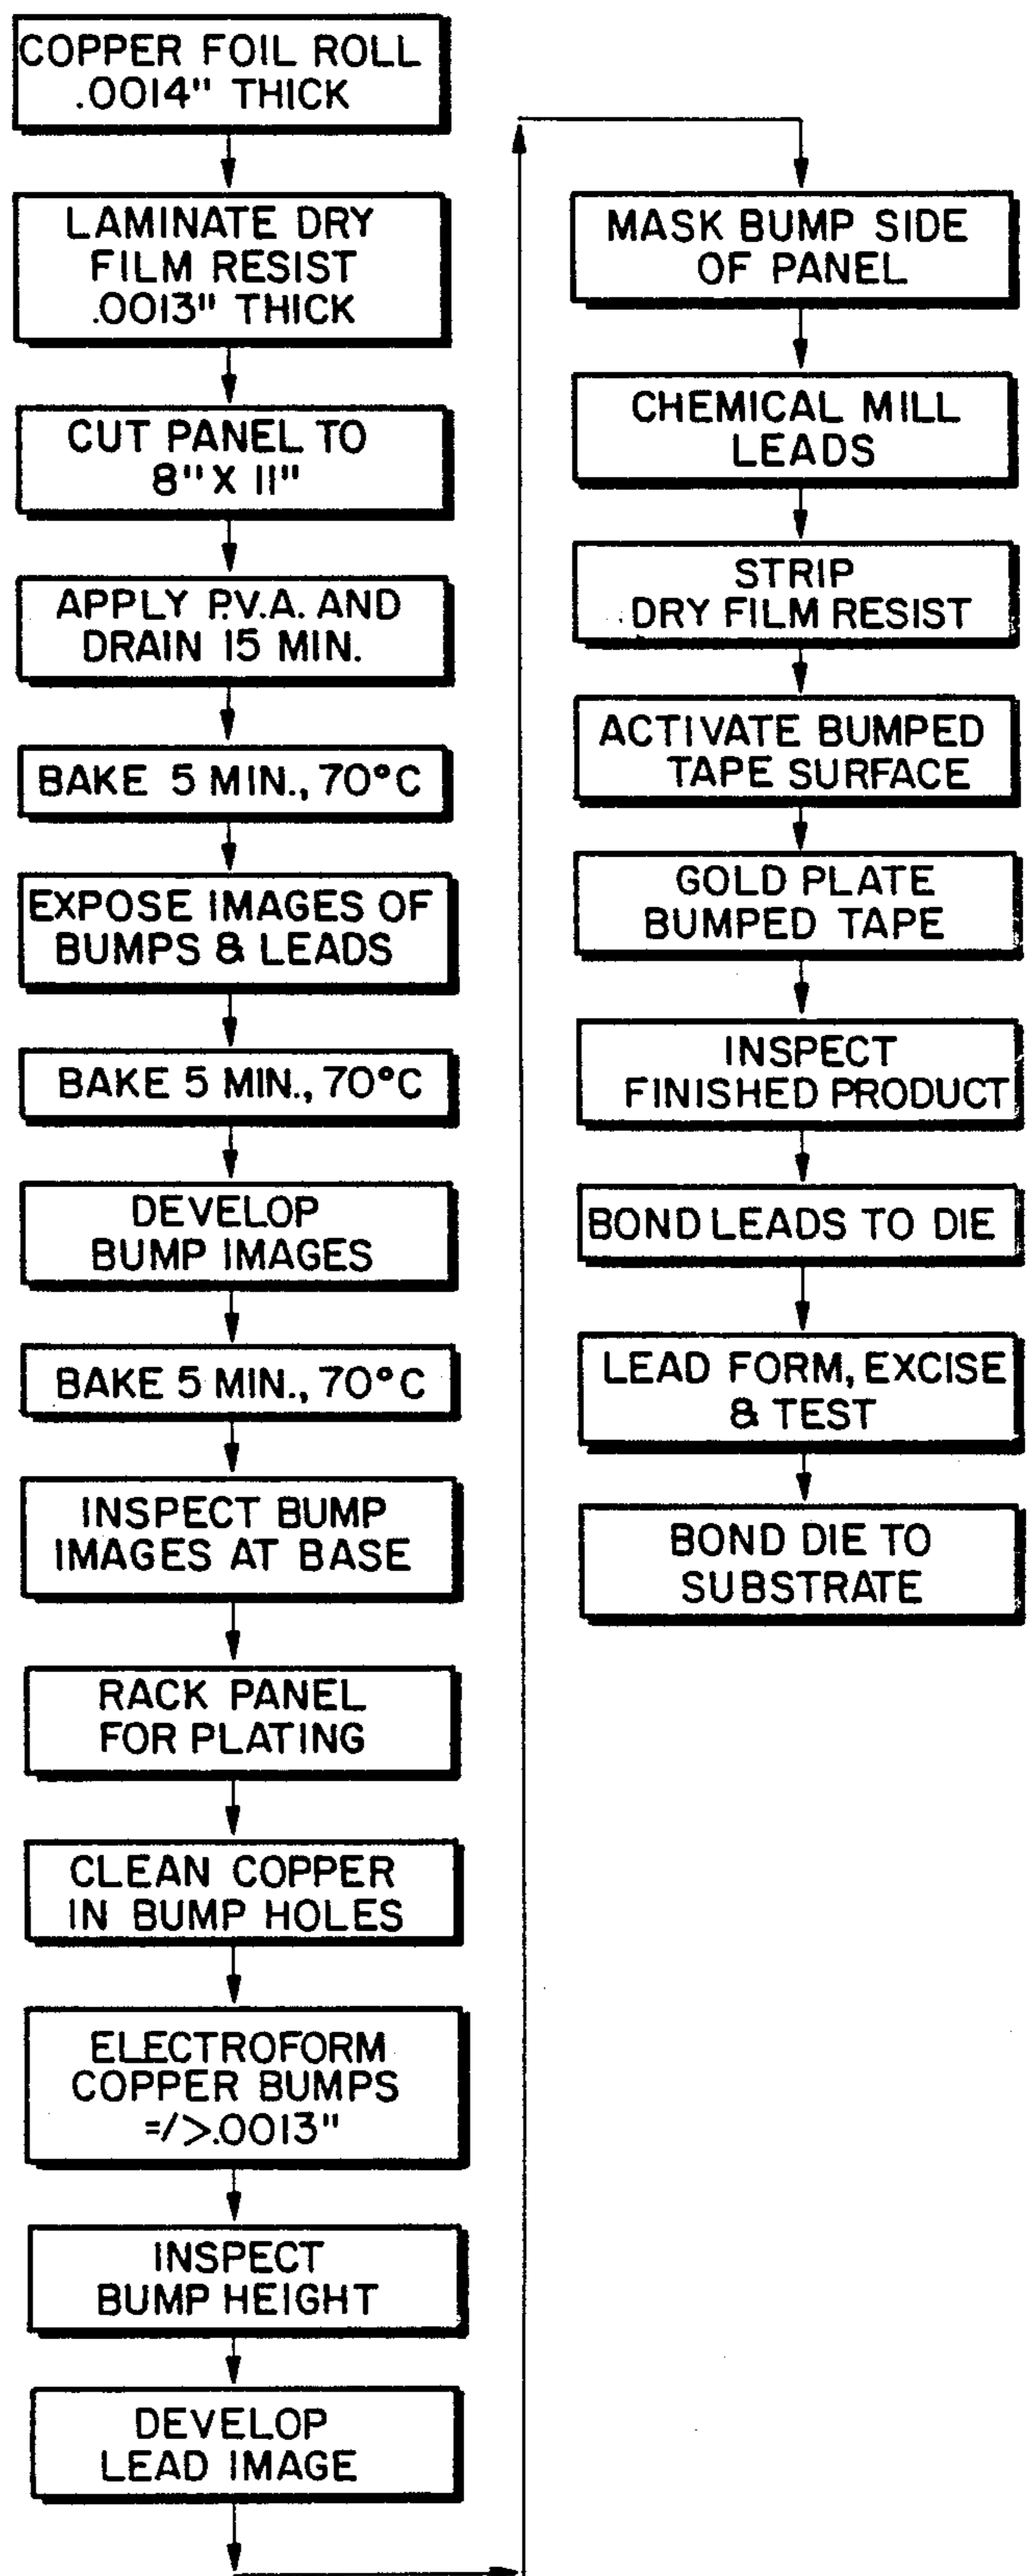 COPPER FOIL ROLL
.0014" THICK
LAMINATE DRY
FILM RESIST
.0013" THICK
CUT PANEL TO
8" X 11"
APPLY P.V.A. AND
DRAIN 15 MIN.
BAKE 5 MIN., 70°C
EXPOSE IMAGES OF
BUMPS & LEADS
BAKE 5 MIN., 70°C
DEVELOP
BUMP IMAGES
BAKE 5 MIN., 70°C
INSPECT BUMP
IMAGES AT BASE
RACK PANEL
FOR PLATING
CLEAN COPPER
IN BUMP HOLES
ELECTROFORM
COPPER BUMPS
=/>.0013"
INSPECT
BUMP HEIGHT
DEVELOP
LEAD IMAGE
MASK BUMP SIDE
OF PANEL
CHEMICAL MILL
LEADS
STRIP
DRY FILM RESIST
ACTIVATE BUMPED
TAPE SURFACE
GOLD PLATE
BUMPED TAPE
INSPECT
FINISHED PRODUCT
BOND LEADS TO DIE
LEAD FORM, EXCISE
& TEST
BOND DIE TO
SUBSTRATE